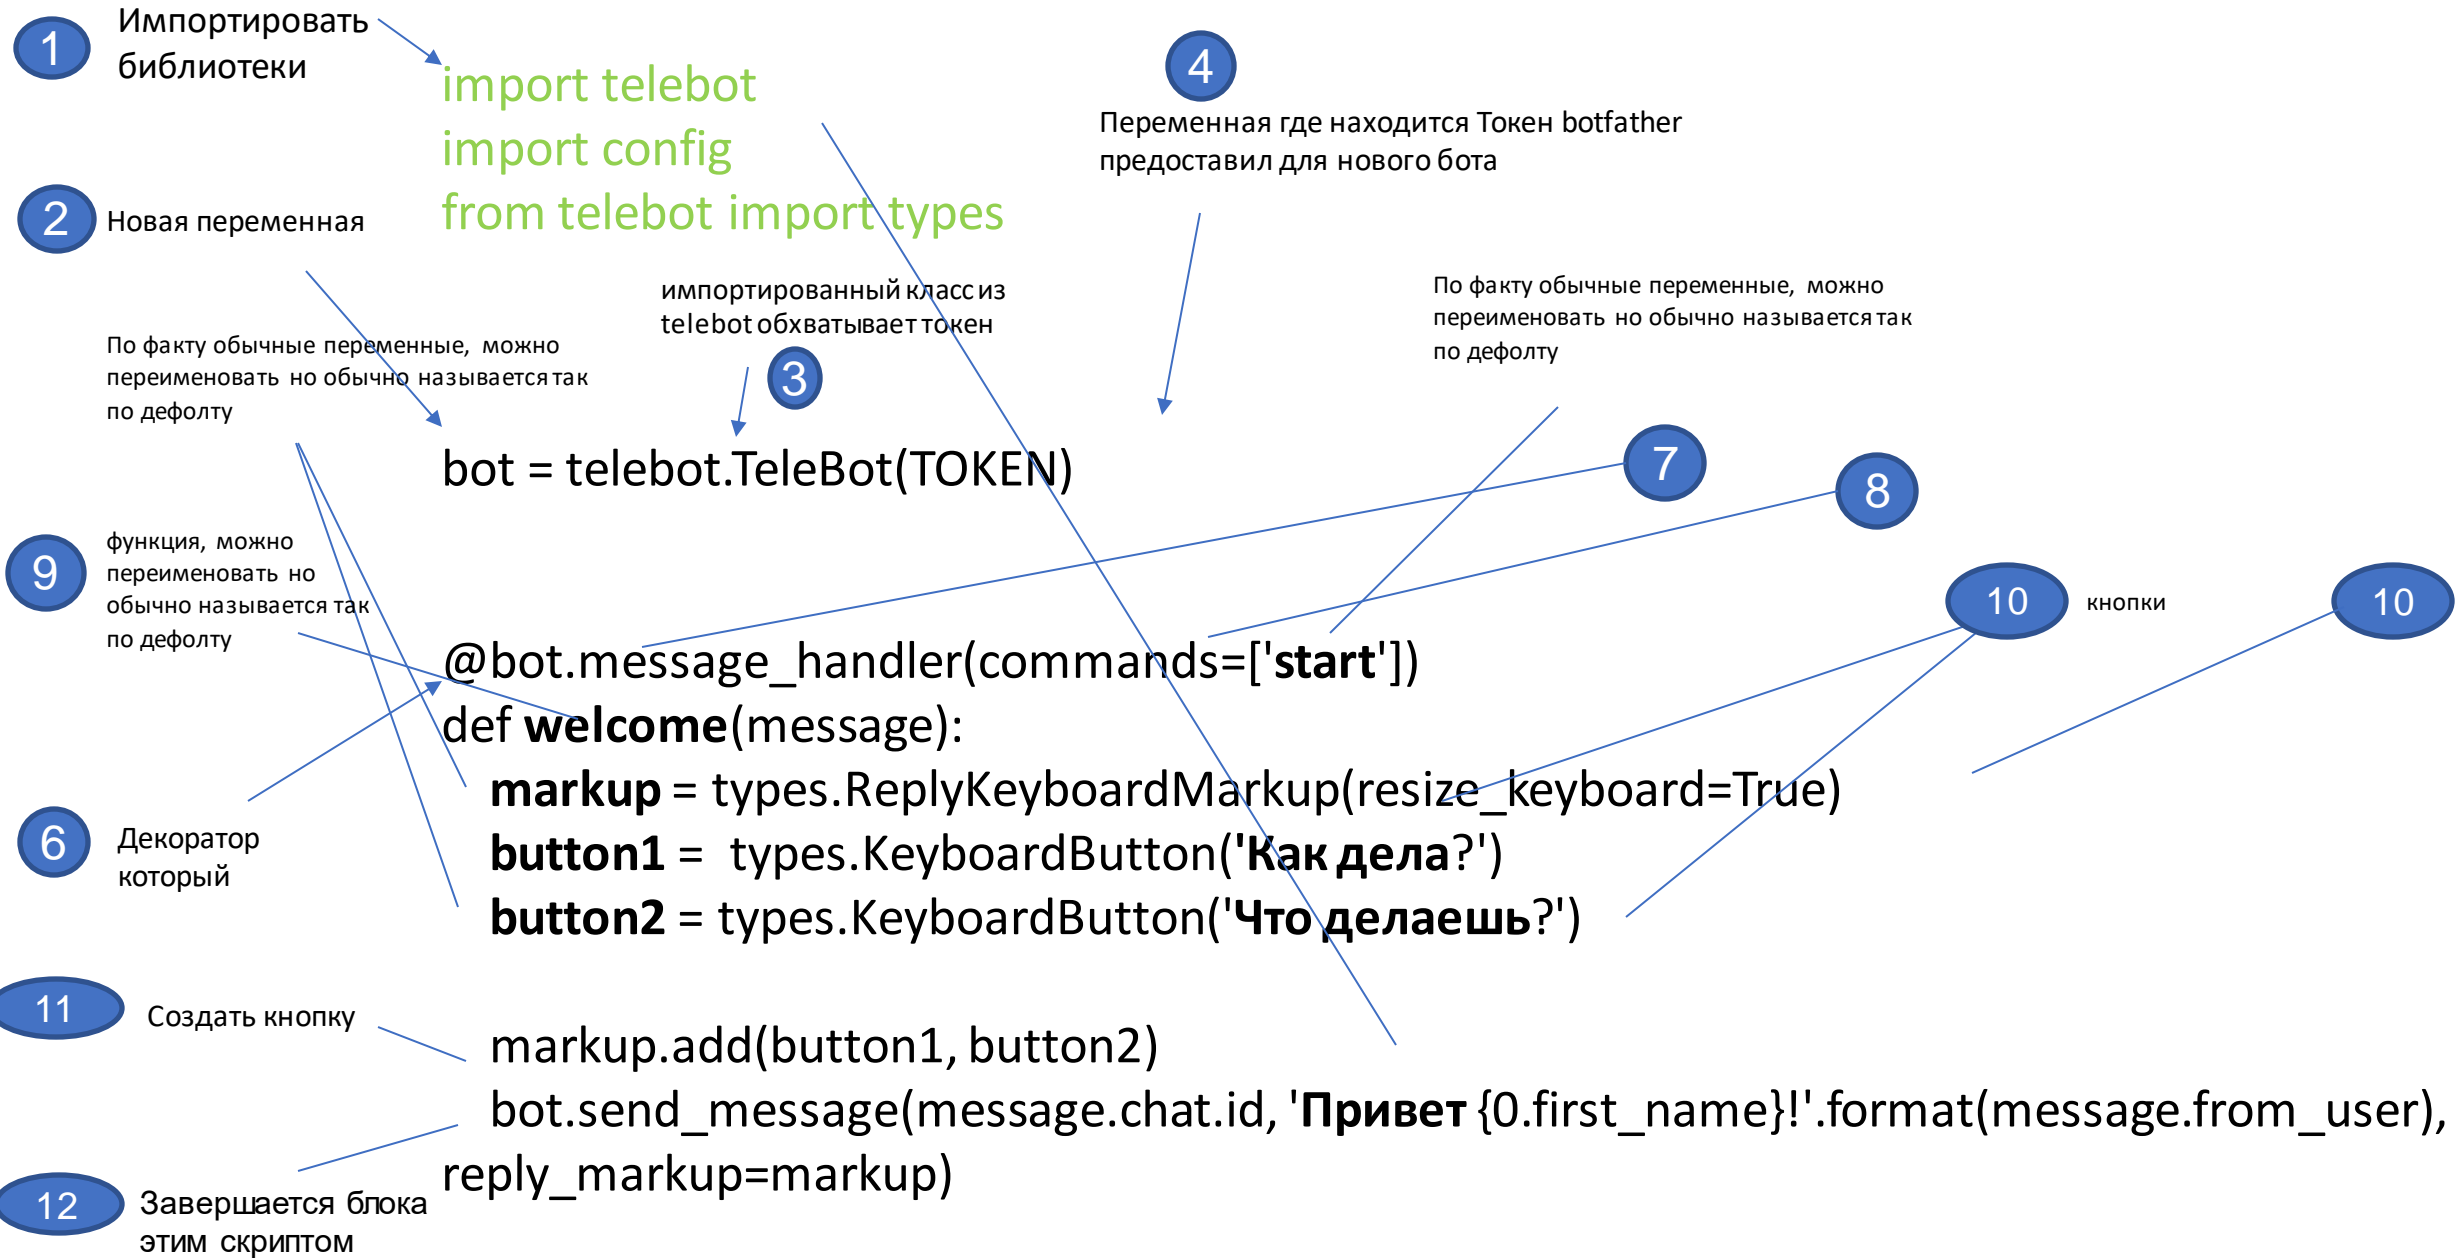 1
Импортировать
библиотеки
import telebot
import config
from telebot import types
4
Переменная где находится Токен botfather
предоставил для нового бота
2
Новая переменная
импортированный класс из
telebot обхватывает токен
3
По факту обычные переменные, можно
переименовать но обычно называется так
по дефолту
По факту обычные переменные, можно
переименовать но обычно называется так
по дефолту
bot = telebot.TeleBot(TOKEN)
7
8
9
функция, можно
переименовать но
обычно называется так
по дефолту
10
кнопки
10
@bot.message_handler(commands=['start'])
def welcome(message):
markup = types.ReplyKeyboardMarkup(resize_keyboard=True)
button1 = types.KeyboardButton('Как дела?')
button2 = types.KeyboardButton('Что делаешь?')
6
Декоратор
который
11
Создать кнопку
markup.add(button1, button2)
bot.send_message(message.chat.id, 'Привет {0.first_name}!'.format(message.from_user),
reply_markup=markup)
12
Завершается блока
этим скриптом